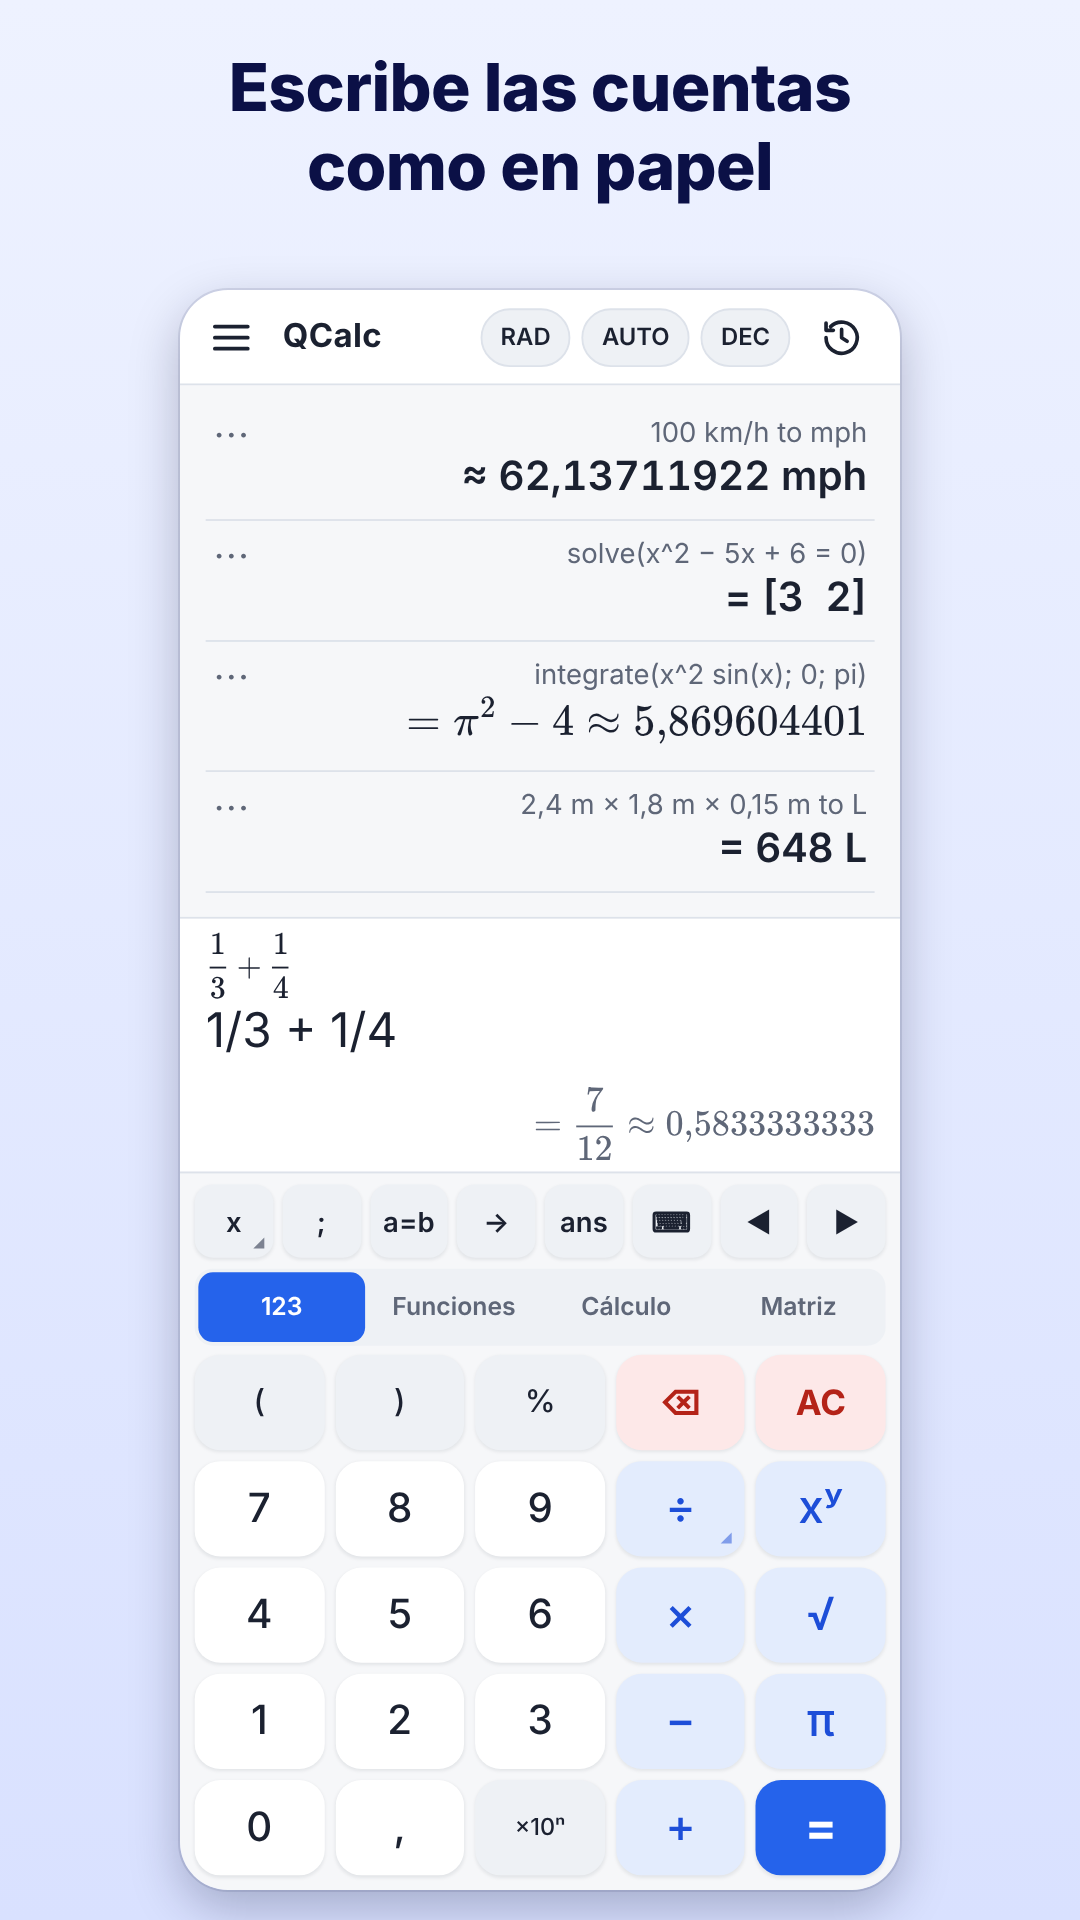 Escribe las cuentas
como en papel
QCalc RAD AUTO DEC
... 100 km/h to mph
≈ 62,13711922 mph
... solve(x^2 − 5x + 6 = 0)
= [3 2]
... integrate(x^2 sin(x); 0; pi)
= π² − 4 ≈ 5,869604401
... 2,4 m × 1,8 m × 0,15 m to L
= 648 L
1/3 + 1/4
1/3 + 1/4
= 7/12 ≈ 0,5833333333
x ; a=b → ans ⌨ ◀ ▶
123 Funciones Cálculo Matriz
( ) % ⌫ AC
7 8 9 ÷ xʸ
4 5 6 × √
1 2 3 − π
0 , ×10ⁿ + =